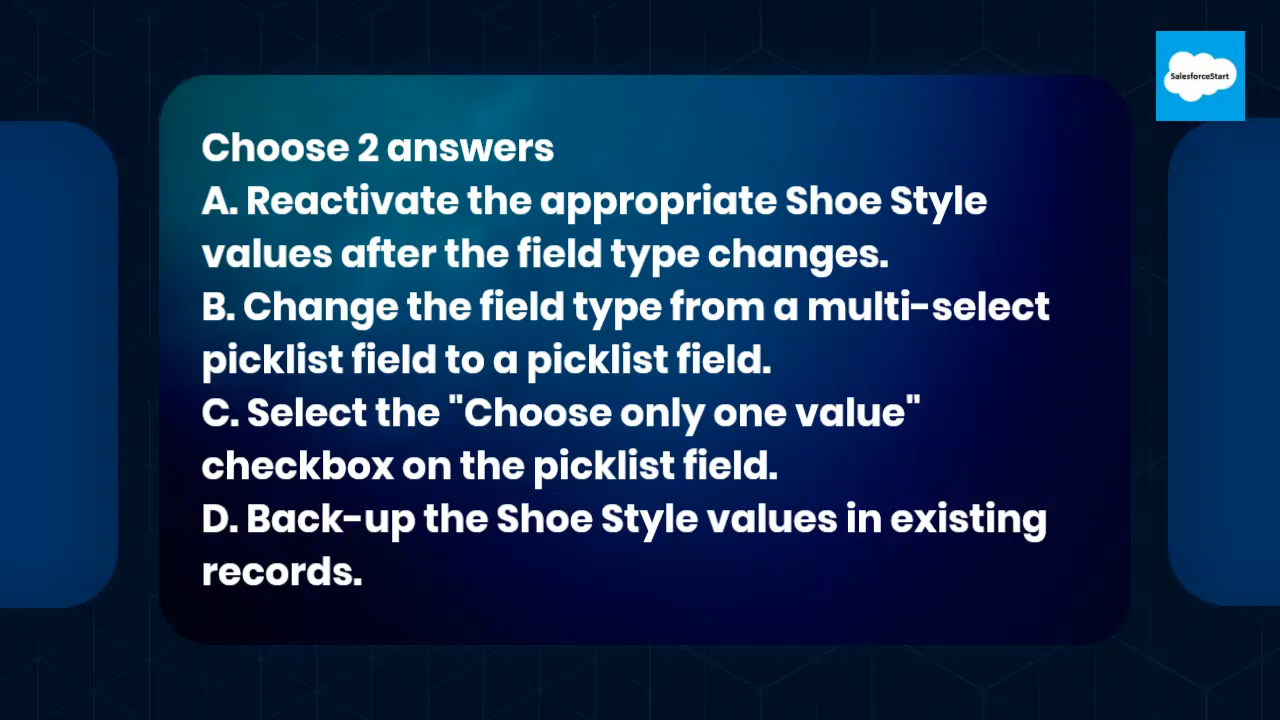 SalesforceStart
Choose 2 answers
A. Reactivate the appropriate Shoe Style
values after the field type changes.
B. Change the field type from a multi-select
picklist field to a picklist field.
C. Select the "Choose only one value"
checkbox on the picklist field.
D. Back-up the Shoe Style values in existing
records.